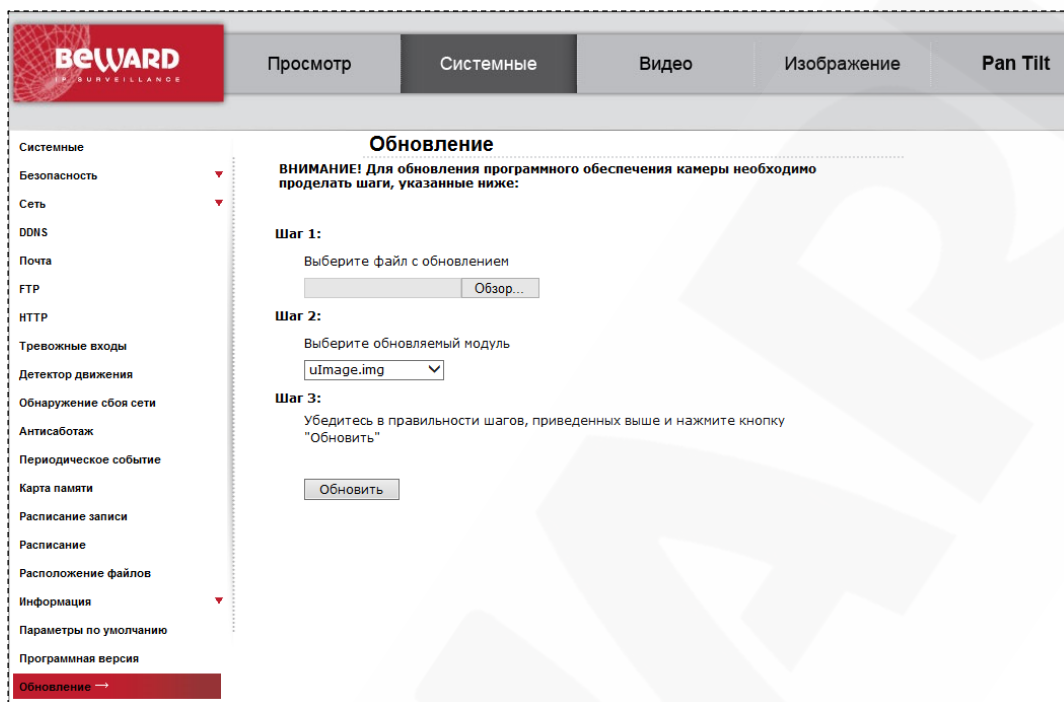 BEWARD
IP SURVEILLANCE
Просмотр
Системные
Видео
Изображение
Pan Tilt
Системные
Безопасность
Сеть
DDNS
Почта
FTP
HTTP
Тревожные входы
Детектор движения
Обнаружение сбоя сети
Антисаботаж
Периодическое событие
Карта памяти
Расписание записи
Расписание
Расположение файлов
Информация
Параметры по умолчанию
Программная версия
Обновление →
Обновление
ВНИМАНИЕ! Для обновления программного обеспечения камеры необходимо
проделать шаги, указанные ниже:
Шаг 1:
Выберите файл с обновлением
Обзор...
Шаг 2:
Выберите обновляемый модуль
uImage.img
Шаг 3:
Убедитесь в правильности шагов, приведенных выше и нажмите кнопку
"Обновить"
Обновить